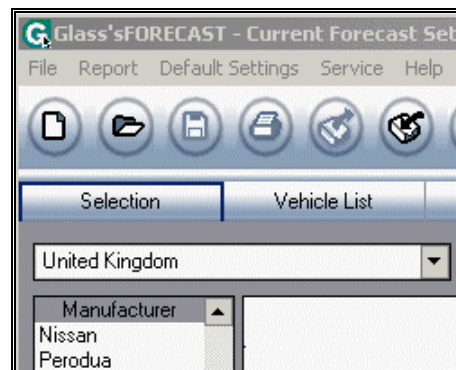 Glass'sFORECAST - Current Forecast Set
File Report Default Settings Service Help
Selection Vehicle List
United Kingdom
Manufacturer
Nissan
Perodua